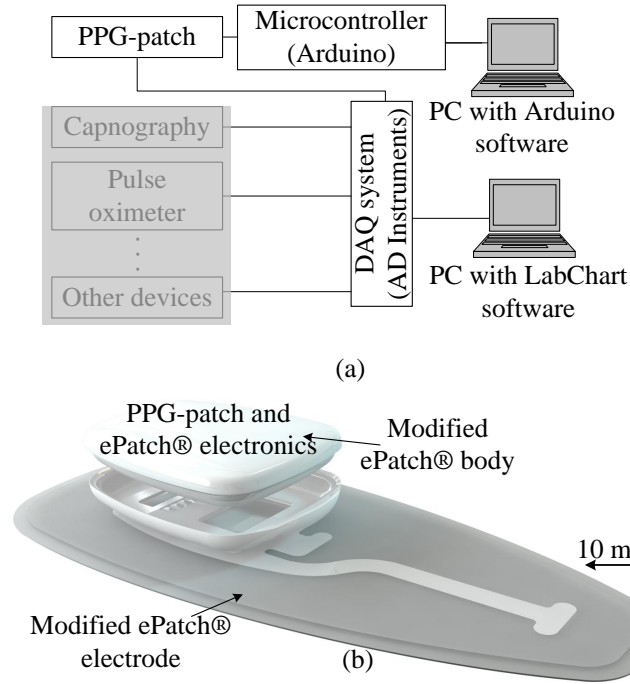 PPG-patch
Microcontroller
(Arduino)
PC with Arduino
software
Capnography
Pulse
oximeter
Other devices
DAQ system
(AD Instruments)
PC with LabChart
software
(a)
PPG-patch and
ePatch® electronics
Modified
ePatch® body
10 m
Modified ePatch®
electrode
(b)